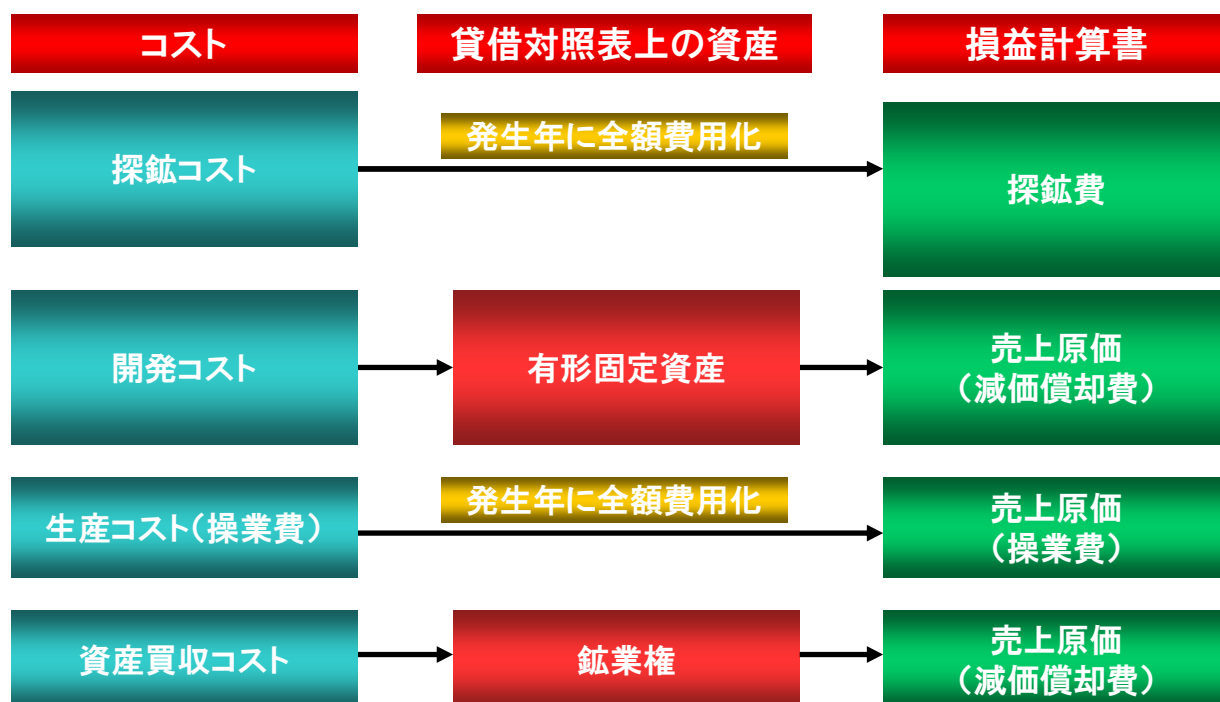 コスト
貸借対照表上の資産
損益計算書
探鉱コスト
発生年に全額費用化
探鉱費
開発コスト
有形固定資産
売上原価
（減価償却費）
生産コスト（操業費）
発生年に全額費用化
売上原価
（操業費）
資産買収コスト
鉱業権
売上原価
（減価償却費）